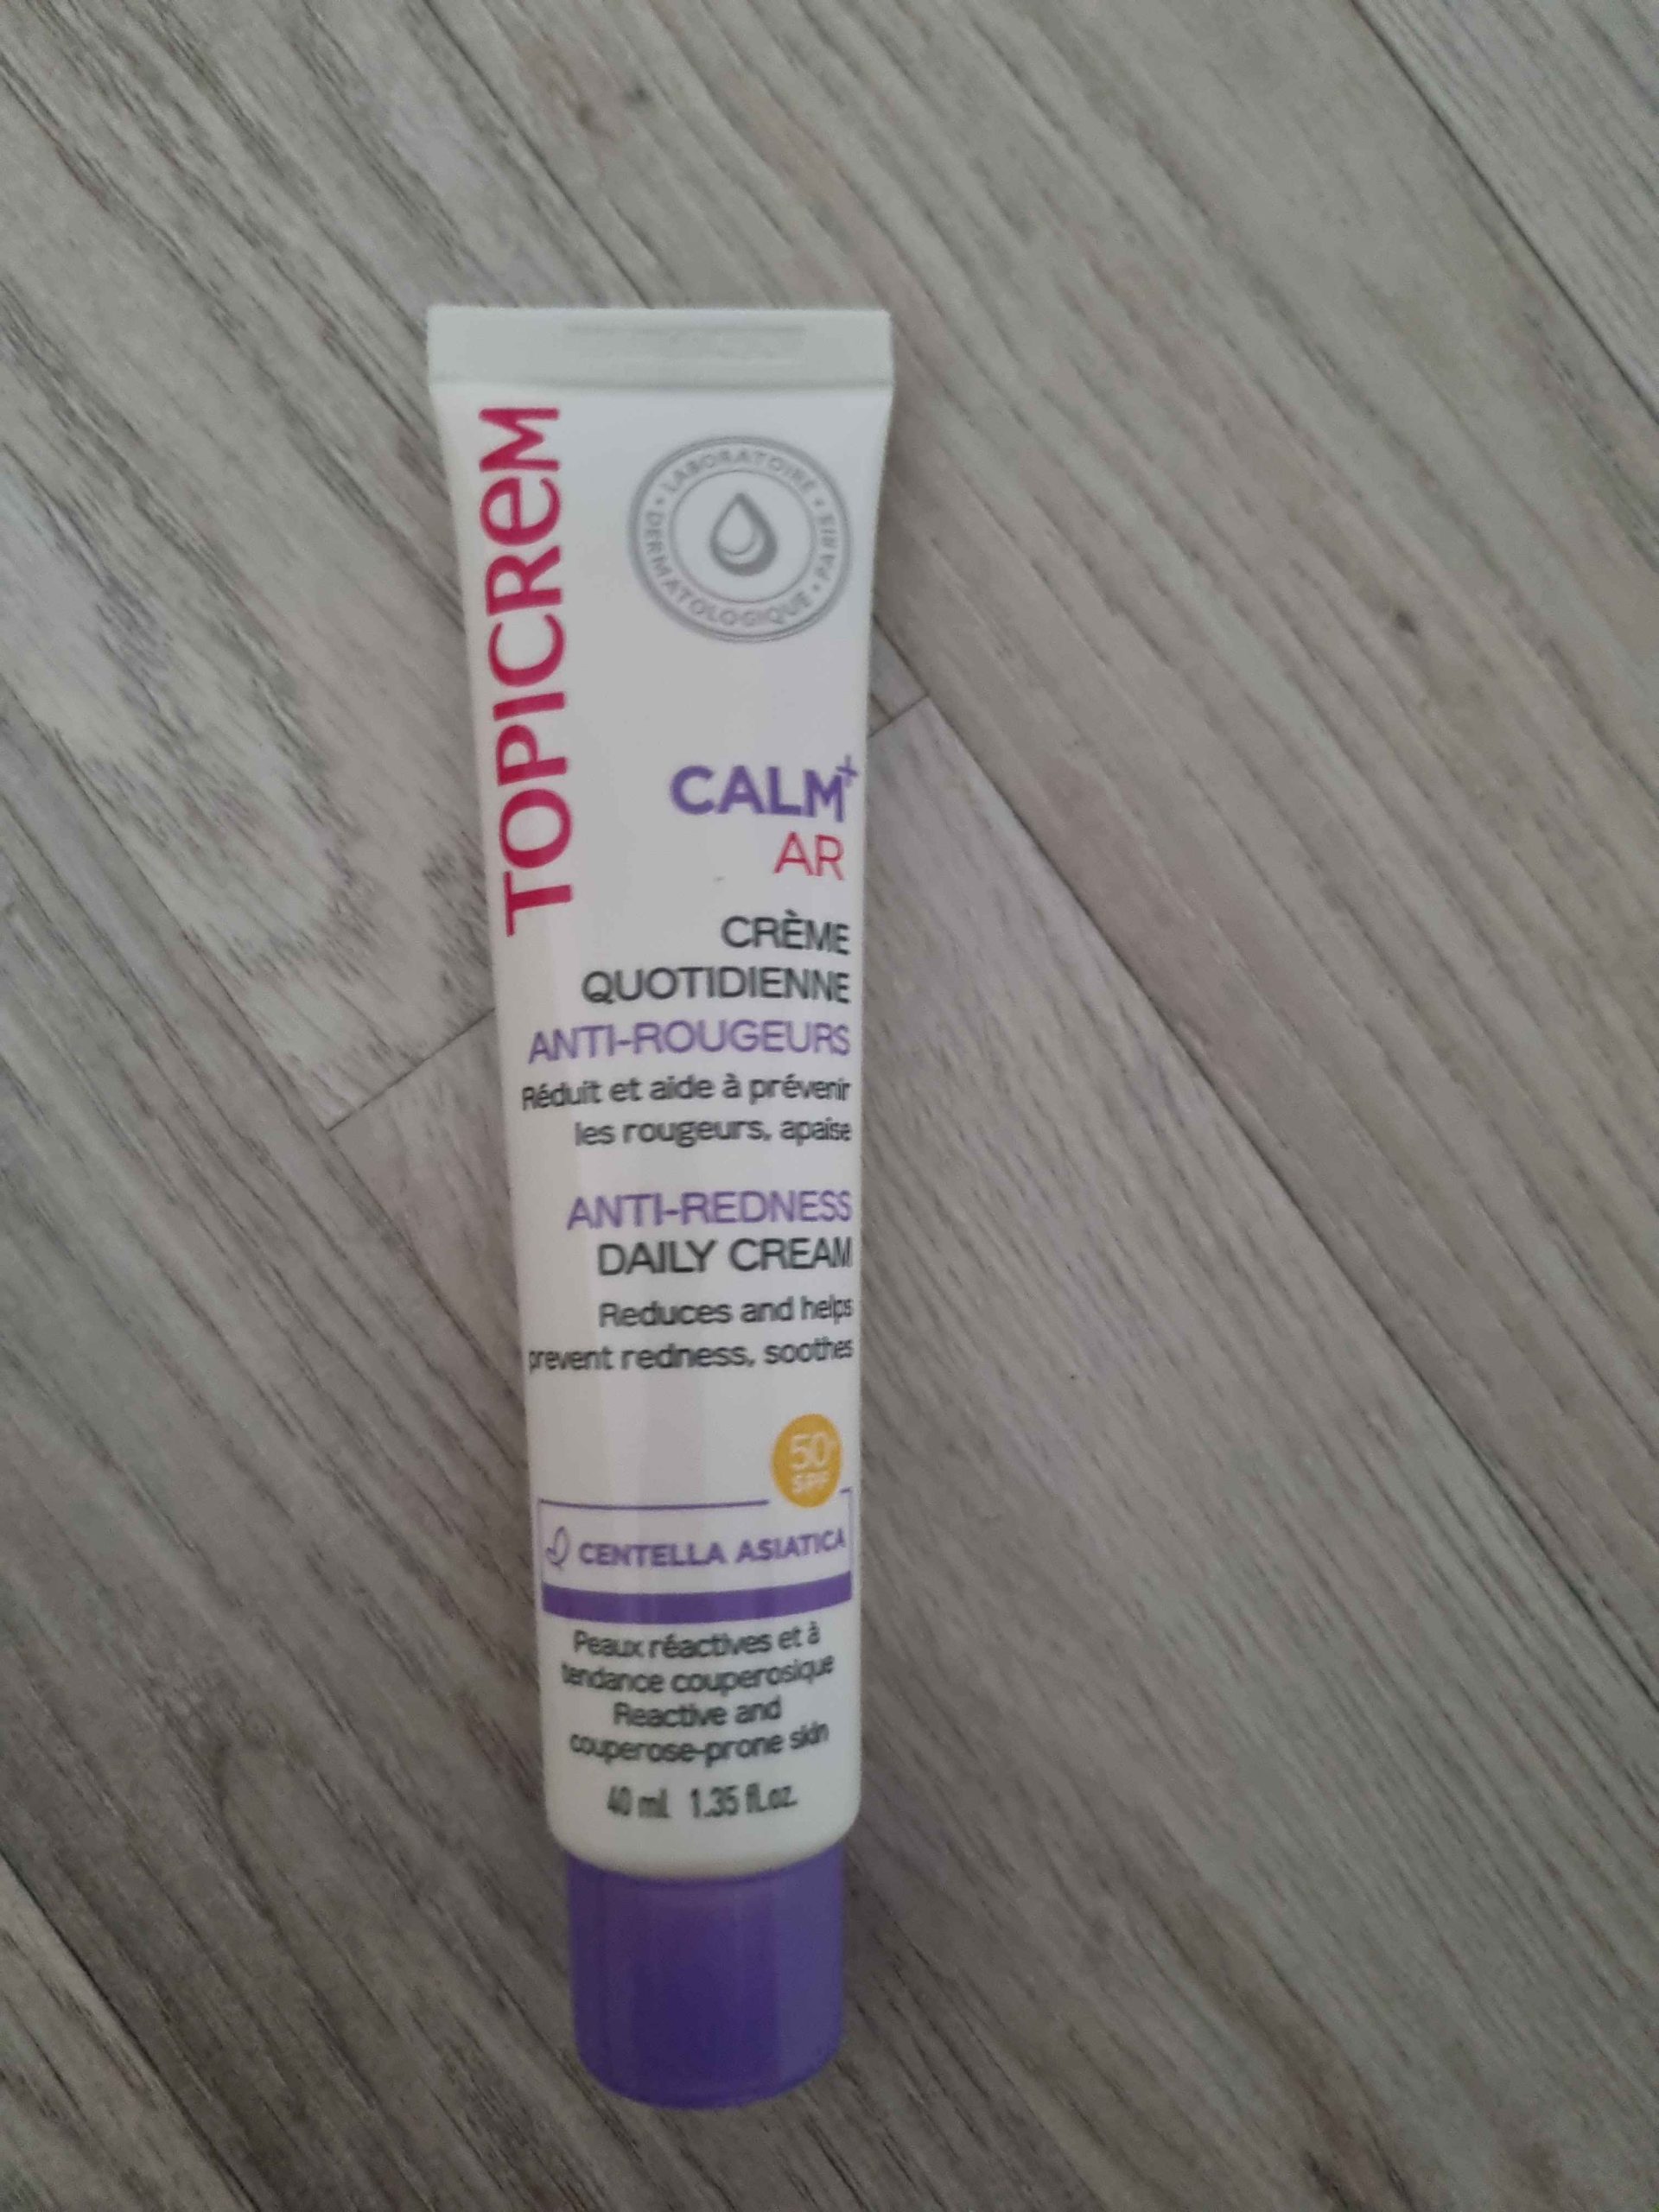 TOPICREM
LABORATOIRE • PARIS • DERMATOLOGIQUE •
CALM+
AR
CRÈME
QUOTIDIENNE
ANTI-ROUGEURS
Réduit et aide à prévenir
les rougeurs, apaise
ANTI-REDNESS
DAILY CREAM
Reduces and helps
prevent redness, soothes
50+
SPF
CENTELLA ASIATICA
Peaux réactives et à
tendance couperosique
Reactive and
couperose-prone skin
40 ml 1.35 fl.oz.